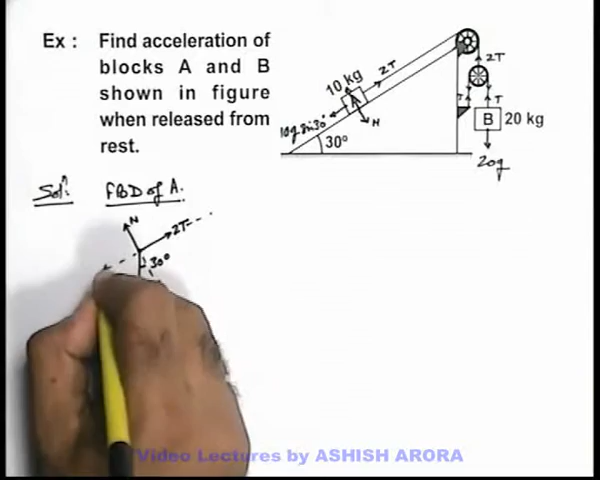 Ex : Find acceleration of
blocks A and B
shown in figure
when released from
rest.
10 kg
A
2T
2T
T
T
B
20 kg
20g
10g sin30°
N
30°
Solⁿ:
FBD of A.
N
2T
30°
Video Lectures by ASHISH ARORA